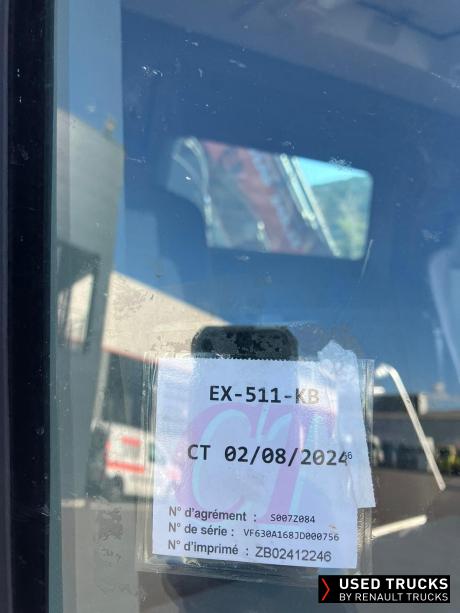 EX-511-KB
CT 02/08/2024
N° d'agrément : S007Z084
N° de série : VF630A168JD000756
N° d'imprimé : ZB02412246
USED TRUCKS
BY RENAULT TRUCKS